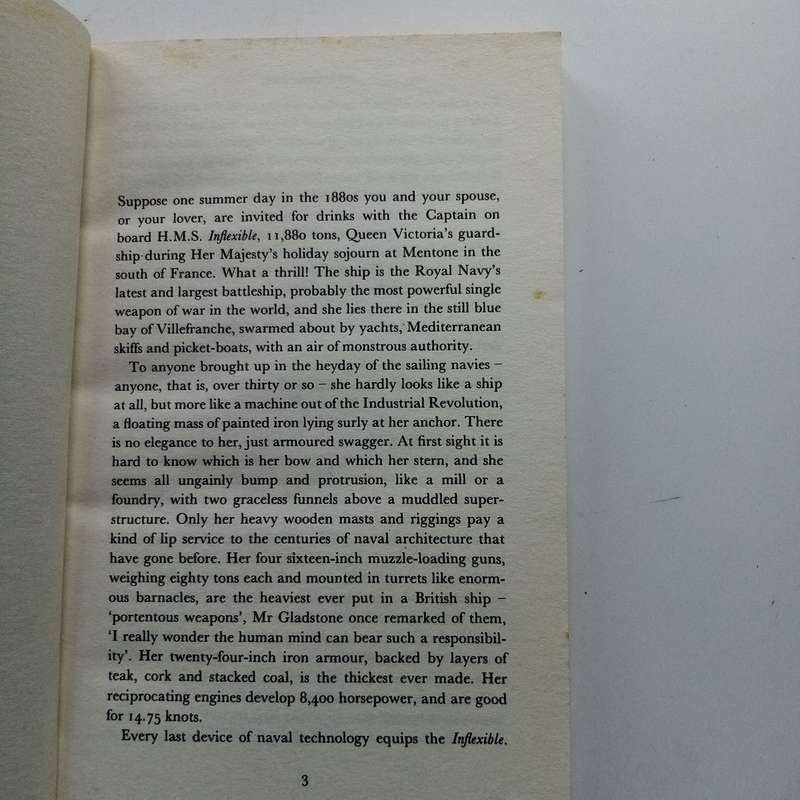 Suppose one summer day in the 1880s you and your spouse,
or your lover, are invited for drinks with the Captain on
board H.M.S. Inflexible, 11,880 tons, Queen Victoria's guard-
ship during Her Majesty's holiday sojourn at Mentone in the
south of France. What a thrill! The ship is the Royal Navy's
latest and largest battleship, probably the most powerful single
weapon of war in the world, and she lies there in the still blue
bay of Villefranche, swarmed about by yachts, Mediterranean
skiffs and picket-boats, with an air of monstrous authority.
To anyone brought up in the heyday of the sailing navies –
anyone, that is, over thirty or so – she hardly looks like a ship
at all, but more like a machine out of the Industrial Revolution,
a floating mass of painted iron lying surly at her anchor. There
is no elegance to her, just armoured swagger. At first sight it is
hard to know which is her bow and which her stern, and she
seems all ungainly bump and protrusion, like a mill or a
foundry, with two graceless funnels above a muddled super-
structure. Only her heavy wooden masts and riggings pay a
kind of lip service to the centuries of naval architecture that
have gone before. Her four sixteen-inch muzzle-loading guns,
weighing eighty tons each and mounted in turrets like enorm-
ous barnacles, are the heaviest ever put in a British ship –
‘portentous weapons’, Mr Gladstone once remarked of them,
‘I really wonder the human mind can bear such a responsibil-
ity’. Her twenty-four-inch iron armour, backed by layers of
teak, cork and stacked coal, is the thickest ever made. Her
reciprocating engines develop 8,400 horsepower, and are good
for 14.75 knots.
Every last device of naval technology equips the Inflexible.
3